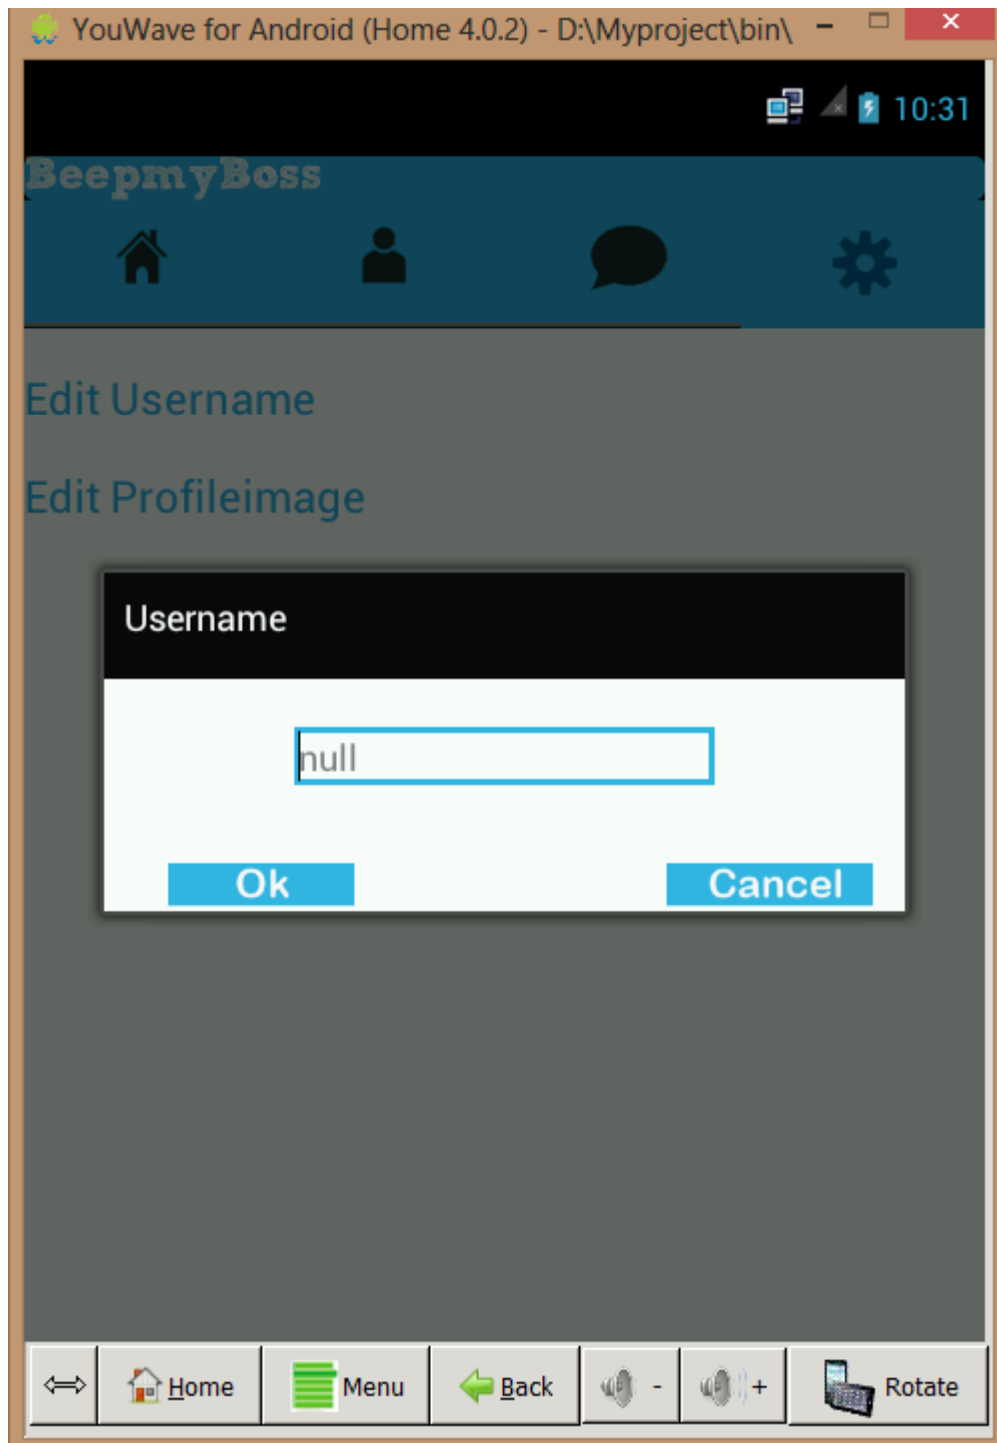 YouWave for Android (Home 4.0.2) - D:\Myproject\bin\
10:31
BeepmyBoss
Edit Username
Edit Profileimage
Username
null
Ok Cancel
Home Menu Back - + Rotate